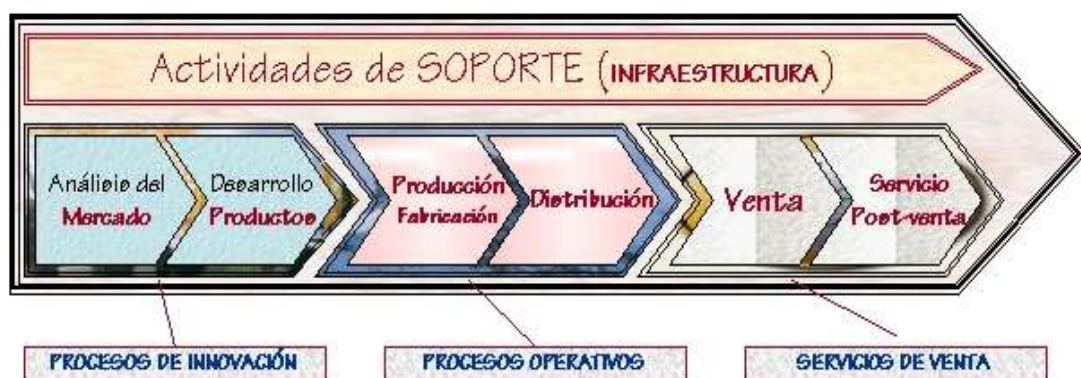 Actividades de SOPORTE (INFRAESTRUCTURA)
Análisis del
Mercado
Desarrollo
Productos
Producción
Fabricación
Distribución
Venta
Servicio
Post-venta
PROCESOS DE INNOVACIÓN
PROCESOS OPERATIVOS
SERVICIOS DE VENTA